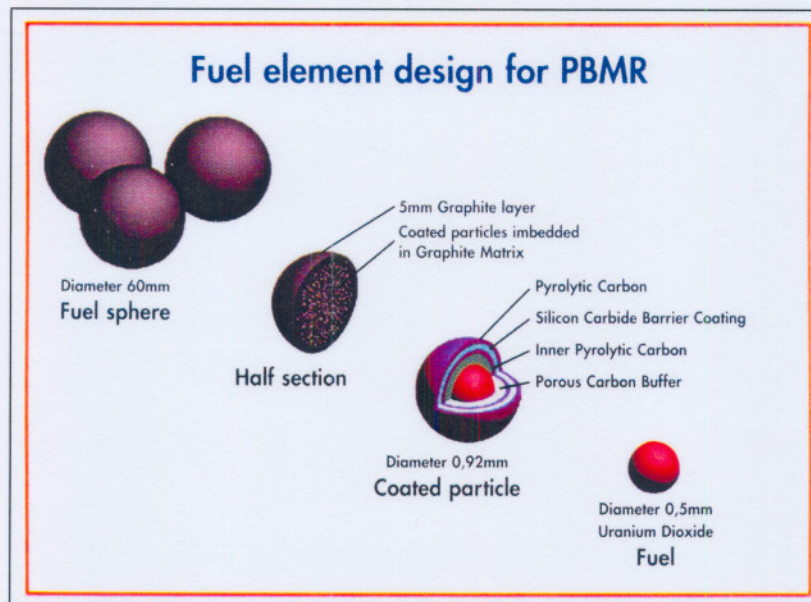 Fuel element design for PBMR
5mm Graphite layer
Coated particles imbedded
in Graphite Matrix
Diameter 60mm
Fuel sphere
Half section
Pyrolytic Carbon
Silicon Carbide Barrier Coating
Inner Pyrolytic Carbon
Porous Carbon Buffer
Diameter 0,92mm
Coated particle
Diameter 0,5mm
Uranium Dioxide
Fuel